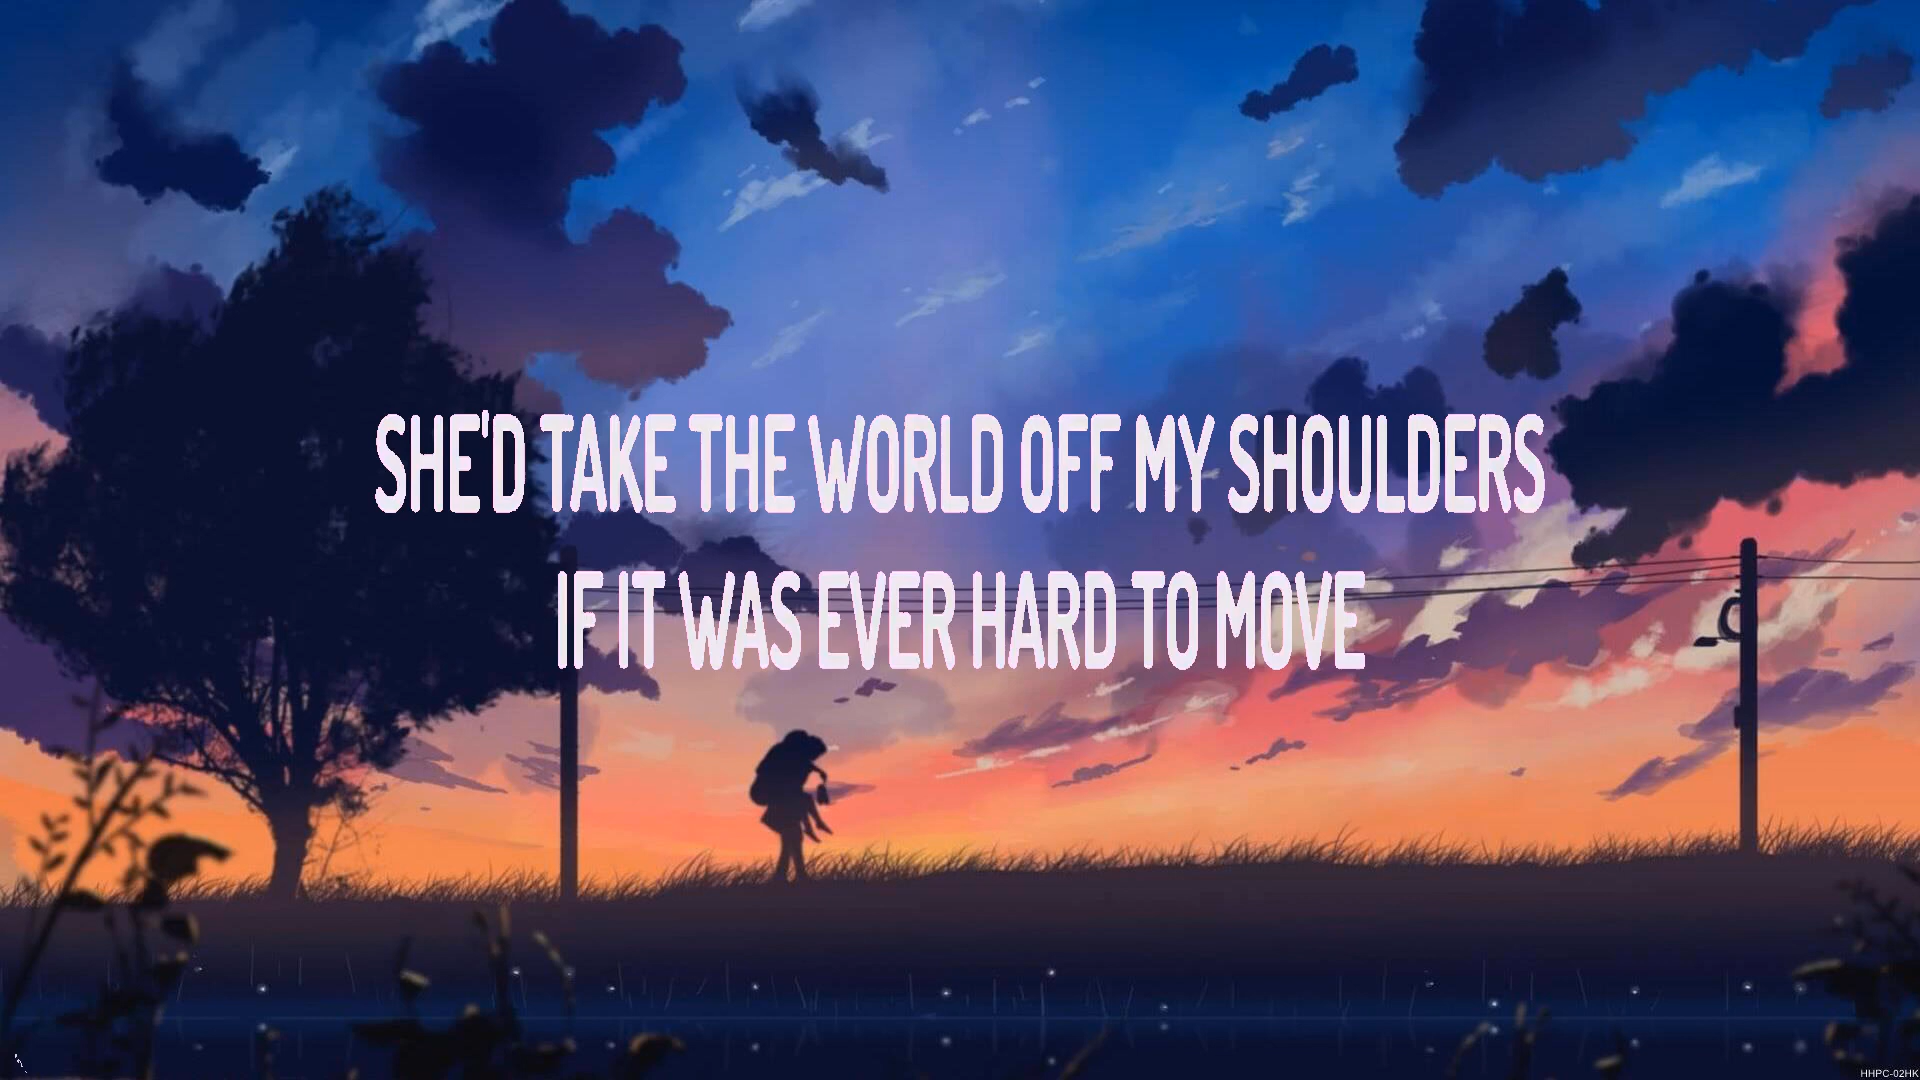 SHE'D TAKE THE WORLD OFF MY SHOULDERS
IF IT WAS EVER HARD TO MOVE
HHPC-02HK